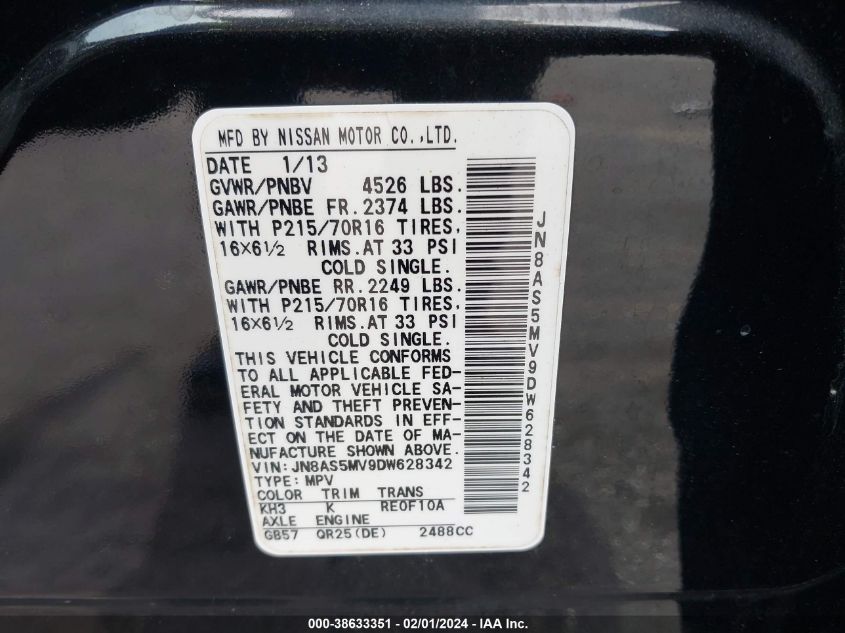 MFD BY NISSAN MOTOR CO.,LTD.
DATE 1/13
GVWR/PNBV 4526 LBS.
GAWR/PNBE FR. 2374 LBS.
WITH P215/70R16 TIRES.
16X6½ RIMS. AT 33 PSI
COLD SINGLE.
GAWR/PNBE RR. 2249 LBS.
WITH P215/70R16 TIRES.
16X6½ RIMS. AT 33 PSI
COLD SINGLE.
THIS VEHICLE CONFORMS
TO ALL APPLICABLE FED-
ERAL MOTOR VEHICLE SA-
FETY AND THEFT PREVEN-
TION STANDARDS IN EFF-
ECT ON THE DATE OF MA-
NUFACTURE SHOWN ABOVE.
VIN: JN8AS5MV9DW628342
TYPE: MPV
COLOR TRIM TRANS
KH3 K RE0F10A
AXLE ENGINE
GB57 QR25(DE) 2488CC
JN8AS5MV9DW628342
000-38633351 - 02/01/2024 - IAA Inc.